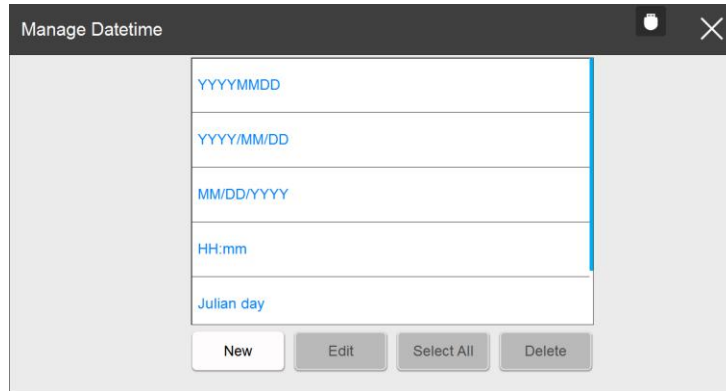 Manage Datetime
YYYYMMDD
YYYY/MM/DD
MM/DD/YYYY
HH:mm
Julian day
New Edit Select All Delete